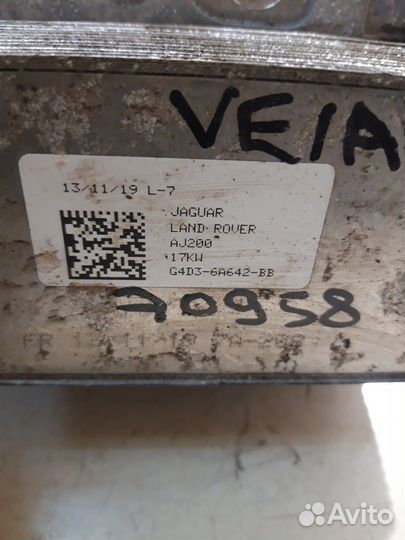 VEIA
13/11/19 L-7
JAGUAR
LAND ROVER
AJ200
17KW
G4D3-6A642-BB
70958
Avito